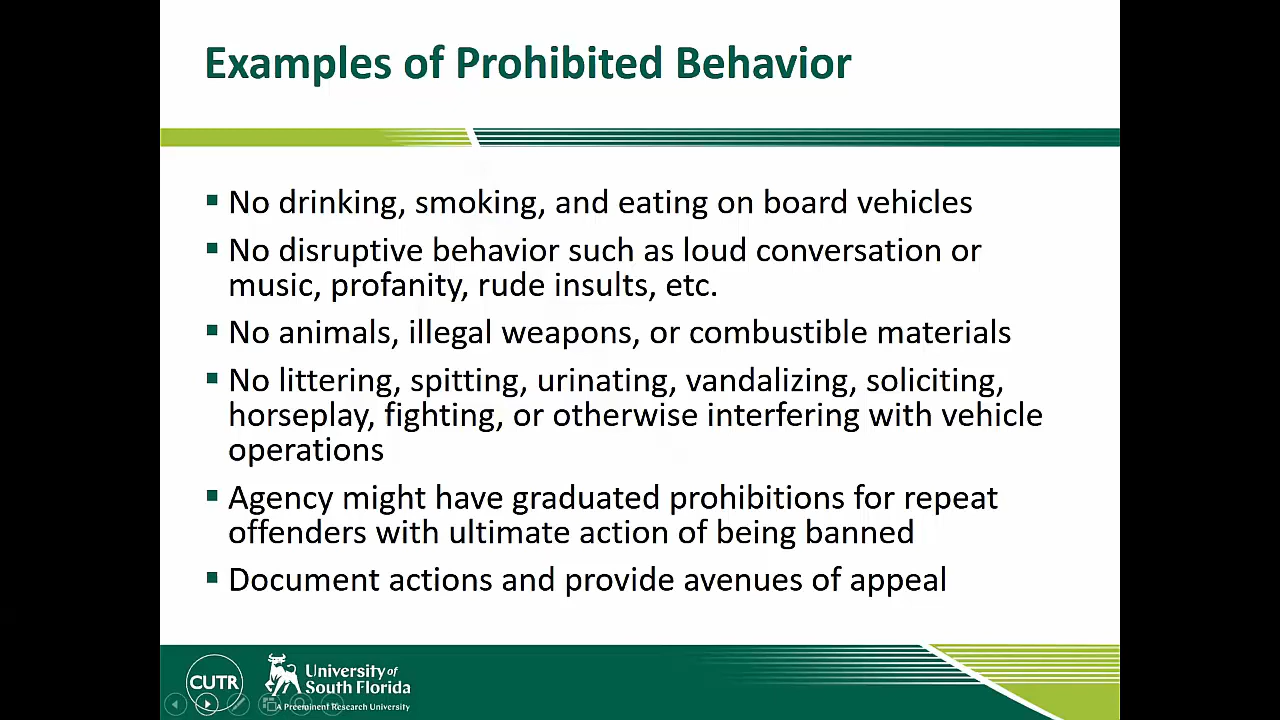 Examples of Prohibited Behavior
▪ No drinking, smoking, and eating on board vehicles
▪ No disruptive behavior such as loud conversation or
music, profanity, rude insults, etc.
▪ No animals, illegal weapons, or combustible materials
▪ No littering, spitting, urinating, vandalizing, soliciting,
horseplay, fighting, or otherwise interfering with vehicle
operations
▪ Agency might have graduated prohibitions for repeat
offenders with ultimate action of being banned
▪ Document actions and provide avenues of appeal
CUTR
University of
South Florida
A Preeminent Research University